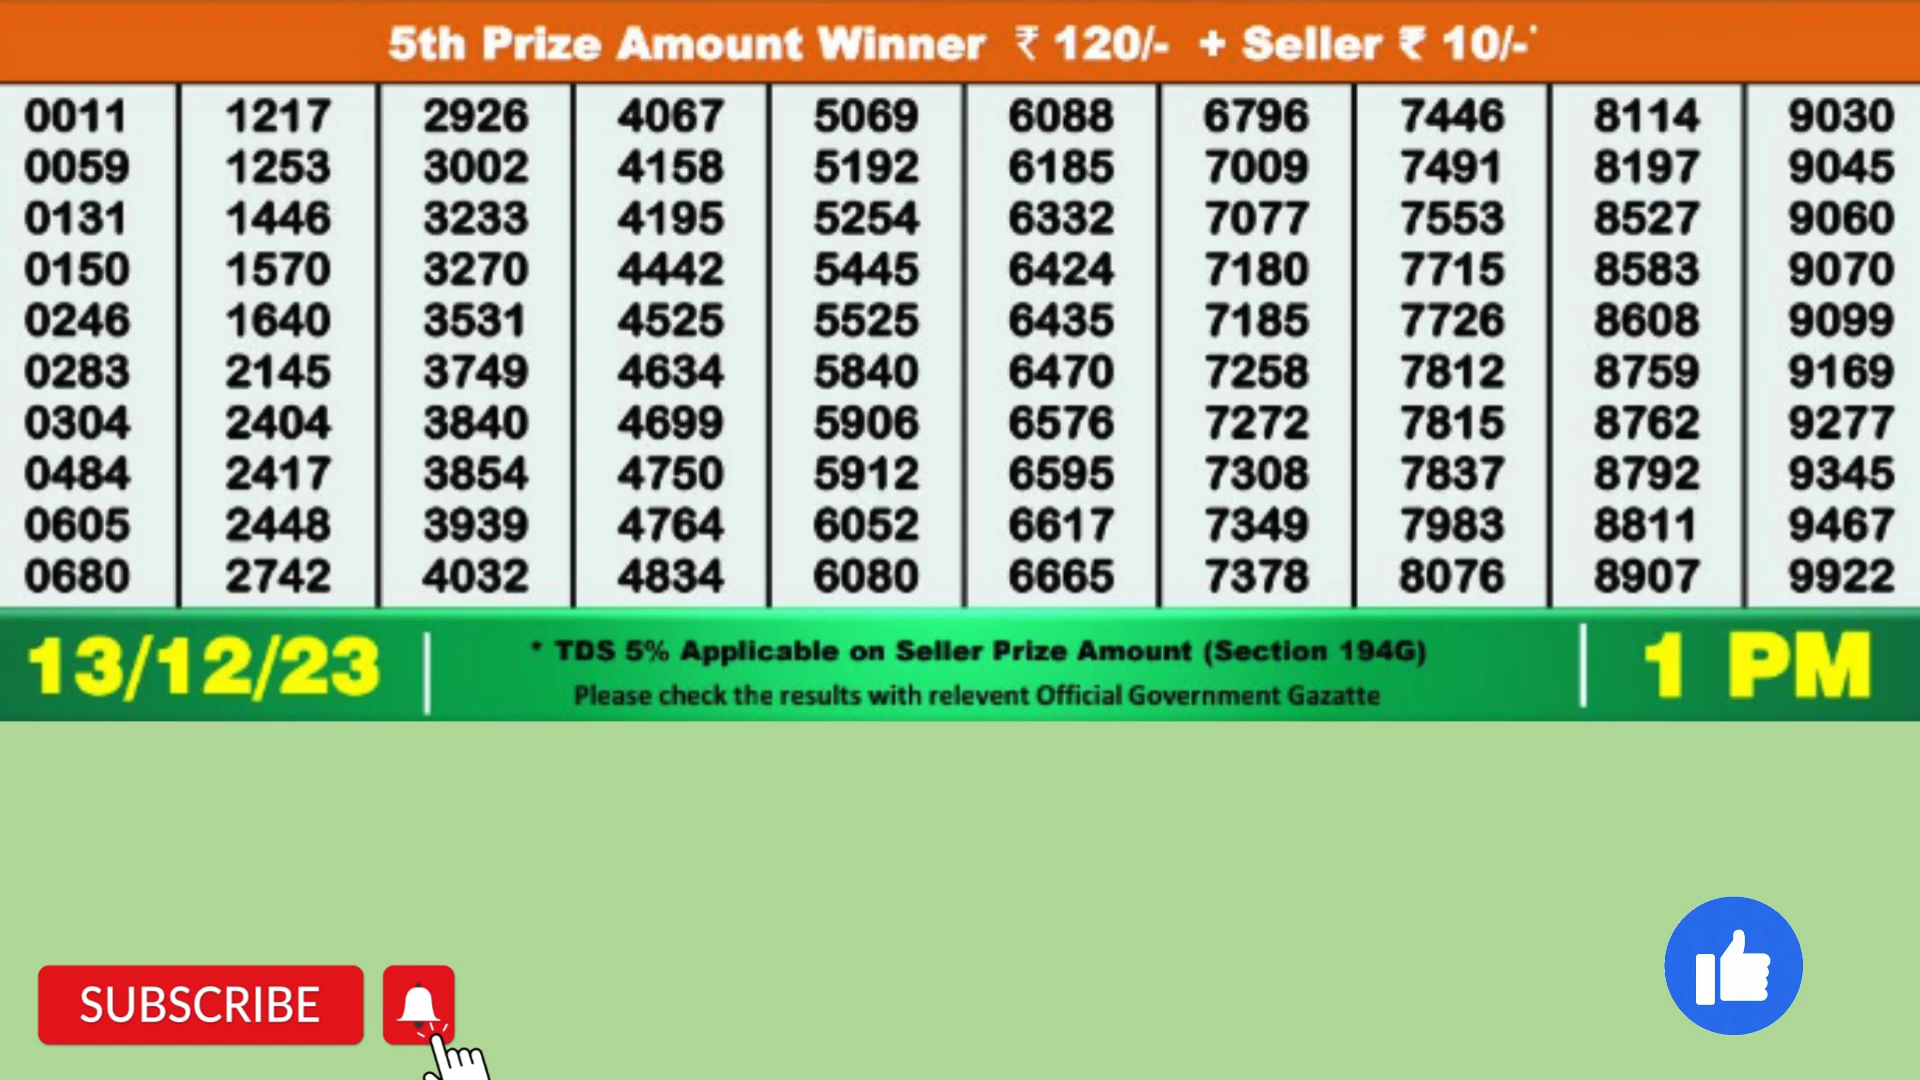 5th Prize Amount Winner ₹ 120/- + Seller ₹ 10/-*
0011 1217 2926 4067 5069 6088 6796 7446 8114 9030
0059 1253 3002 4158 5192 6185 7009 7491 8197 9045
0131 1446 3233 4195 5254 6332 7077 7553 8527 9060
0150 1570 3270 4442 5445 6424 7180 7715 8583 9070
0246 1640 3531 4525 5525 6435 7185 7726 8608 9099
0283 2145 3749 4634 5840 6470 7258 7812 8759 9169
0304 2404 3840 4699 5906 6576 7272 7815 8762 9277
0484 2417 3854 4750 5912 6595 7308 7837 8792 9345
0605 2448 3939 4764 6052 6617 7349 7983 8811 9467
0680 2742 4032 4834 6080 6665 7378 8076 8907 9922
13/12/23
* TDS 5% Applicable on Seller Prize Amount (Section 194G)
Please check the results with relevent Official Government Gazatte
1 PM
SUBSCRIBE